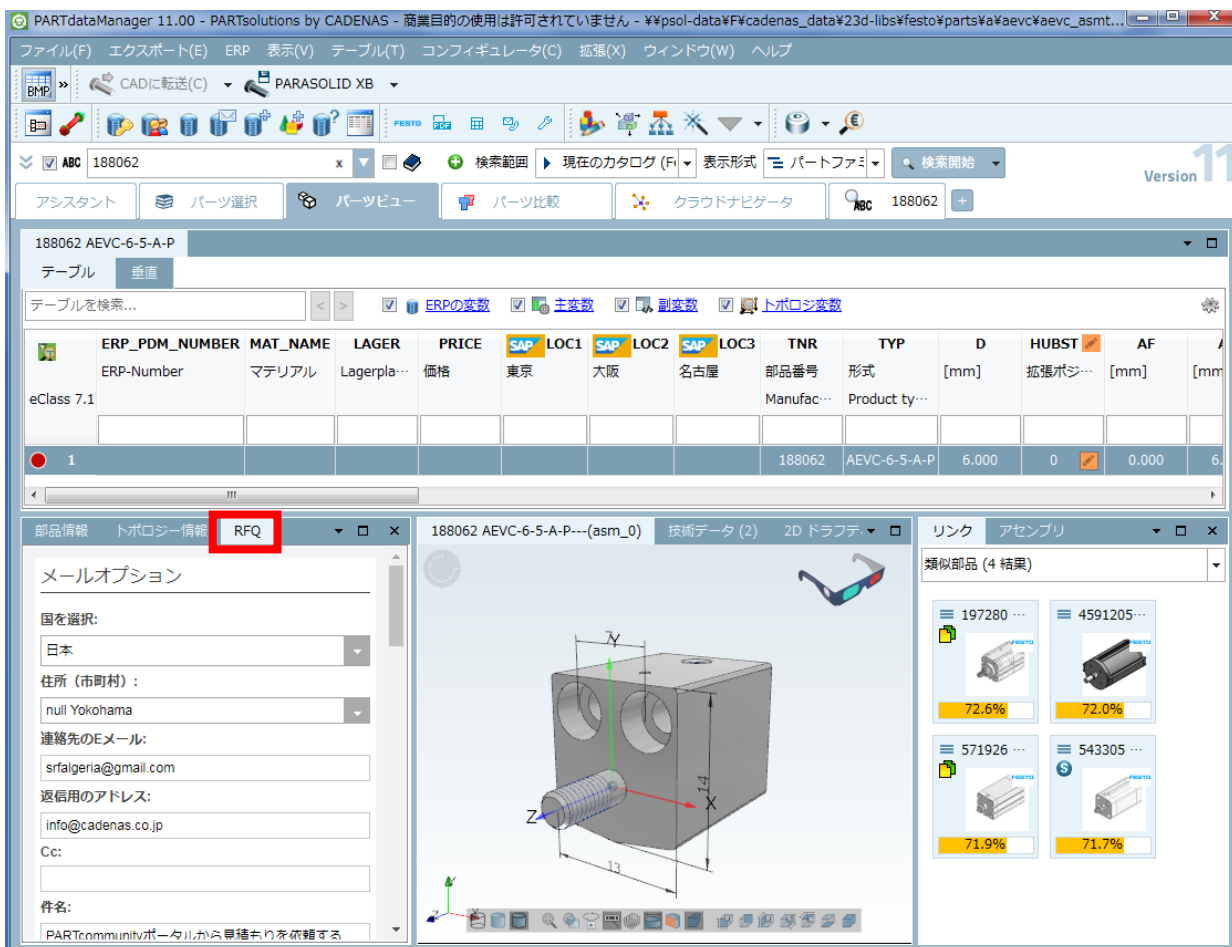 PARTdataManager 11.00 - PARTsolutions by CADENAS - 商業目的の使用は許可されていません - ¥¥psol-data¥F¥cadenas_data¥23d-libs¥festo¥parts¥a¥aevc¥aevc_asmt...
ファイル(F) エクスポート(E) ERP 表示(V) テーブル(T) コンフィギュレータ(C) 拡張(X) ウィンドウ(W) ヘルプ
BMP » CADに転送(C) PARASOLID XB
FESTO PDF
ABC 188062 x 検索範囲 現在のカタログ (F 表示形式 パートファミ 検索開始
Version 11
アシスタント パーツ選択 パーツビュー パーツ比較 クラウドナビゲータ ABC 188062 +
188062 AEVC-6-5-A-P
テーブル 垂直
テーブルを検索... < > ERPの変数 主変数 副変数 トポロジ変数
ERP_PDM_NUMBER MAT_NAME LAGER PRICE SAP LOC1 SAP LOC2 SAP LOC3 TNR TYP D HUBST AF
ERP-Number マテリアル Lagerpla… 価格 東京 大阪 名古屋 部品番号 形式 [mm] 拡張ポジ… [mm] [mm
eClass 7.1 Manufac… Product ty…
1 188062 AEVC-6-5-A-P 6.000 0 0.000 6.
部品情報 トポロジー情報 RFQ
188062 AEVC-6-5-A-P---(asm_0) 技術データ (2) 2D ドラフテ
リンク アセンブリ
メールオプション
国を選択:
日本
住所（市町村）:
null Yokohama
連絡先のEメール:
srfalgeria@gmail.com
返信用のアドレス:
info@cadenas.co.jp
Cc:
件名:
PARTcommunityポータルから見積もりを依頼する
7
Y
14
X
Z
13
類似部品 (4 結果)
197280 … 4591205…
FESTO FESTO
72.6% 72.0%
571926 … 543305 …
S
FESTO FESTO
71.9% 71.7%